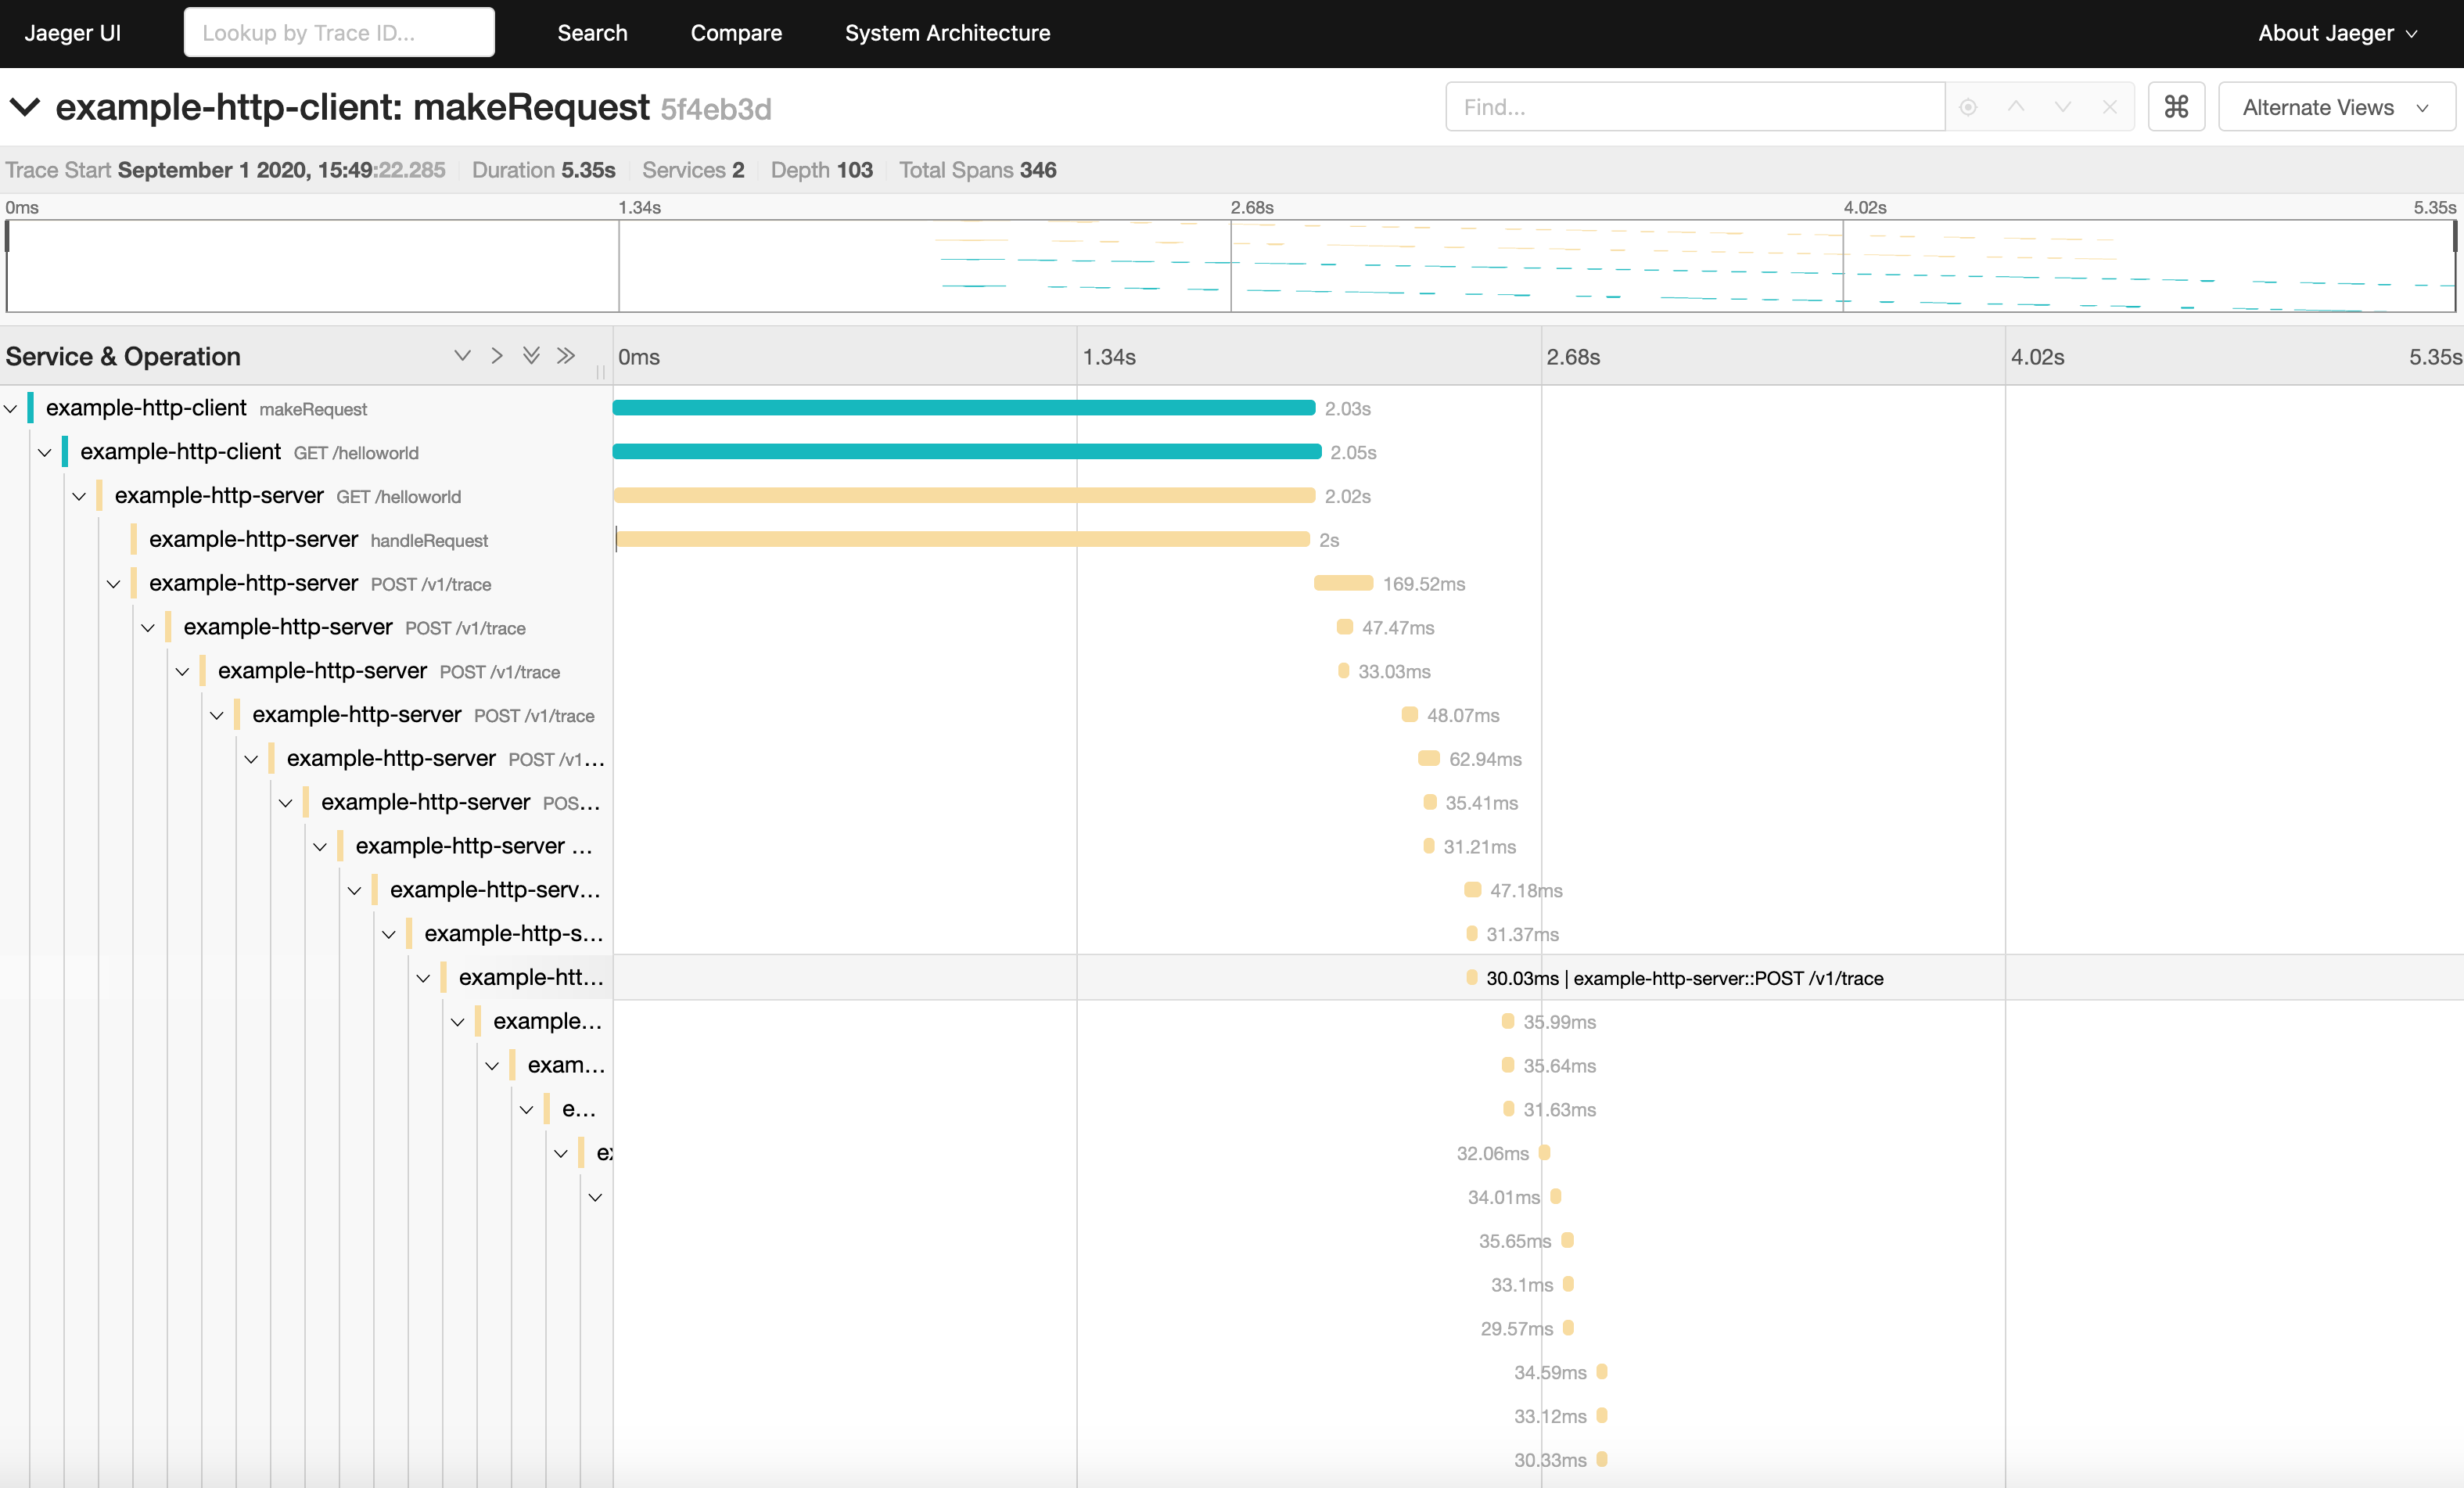 Jaeger UI Lookup by Trace ID... Search Compare System Architecture About Jaeger
example-http-client: makeRequest 5f4eb3d Find... Alternate Views
Trace Start September 1 2020, 15:49:22.285 Duration 5.35s Services 2 Depth 103 Total Spans 346
0ms 1.34s 2.68s 4.02s 5.35s
Service & Operation 0ms 1.34s 2.68s 4.02s 5.35s
example-http-client makeRequest 2.03s
example-http-client GET /helloworld 2.05s
example-http-server GET /helloworld 2.02s
example-http-server handleRequest 2s
example-http-server POST /v1/trace 169.52ms
example-http-server POST /v1/trace 47.47ms
example-http-server POST /v1/trace 33.03ms
example-http-server POST /v1/trace 48.07ms
example-http-server POST /v1... 62.94ms
example-http-server POS... 35.41ms
example-http-server ... 31.21ms
example-http-serv... 47.18ms
example-http-s... 31.37ms
example-htt... 30.03ms | example-http-server::POST /v1/trace
example... 35.99ms
exam... 35.64ms
e... 31.63ms
ex 32.06ms
34.01ms
35.65ms
33.1ms
29.57ms
34.59ms
33.12ms
30.33ms